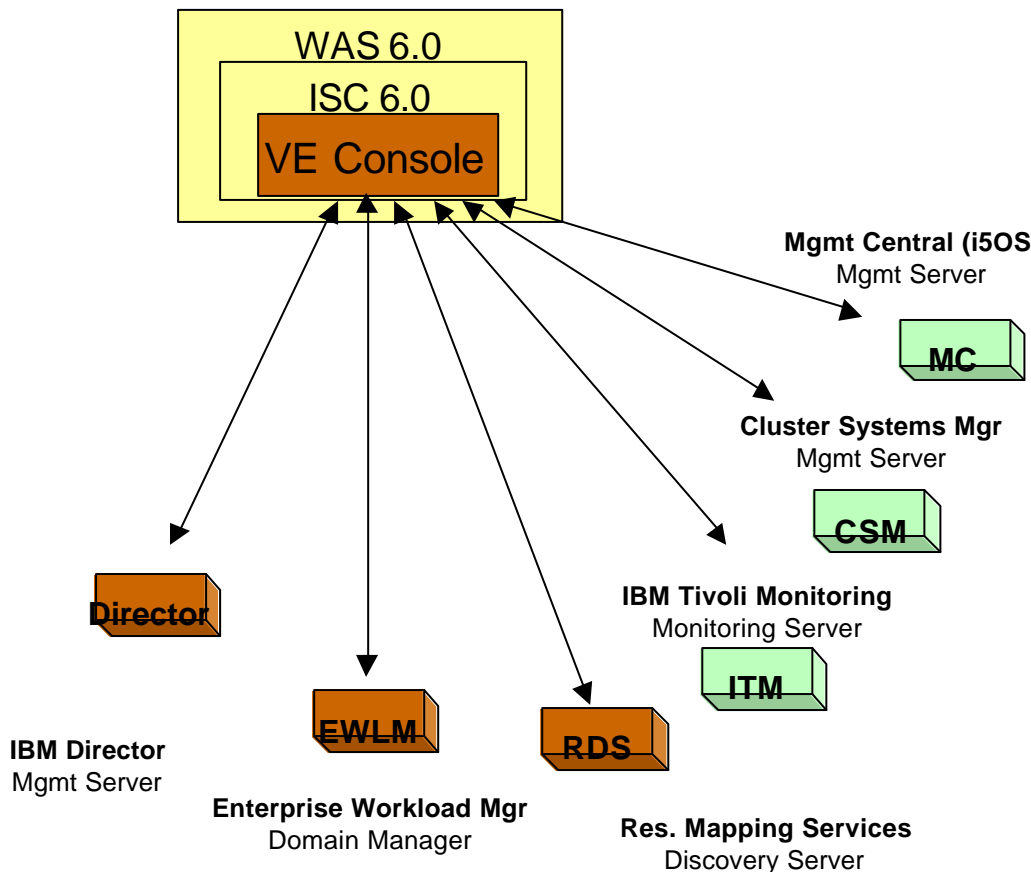 WAS 6.0
ISC 6.0
VE Console
Mgmt Central (i5OS
Mgmt Server
MC
Cluster Systems Mgr
Mgmt Server
CSM
IBM Tivoli Monitoring
Monitoring Server
ITM
Director
IBM Director
Mgmt Server
EWLM
Enterprise Workload Mgr
Domain Manager
RDS
Res. Mapping Services
Discovery Server